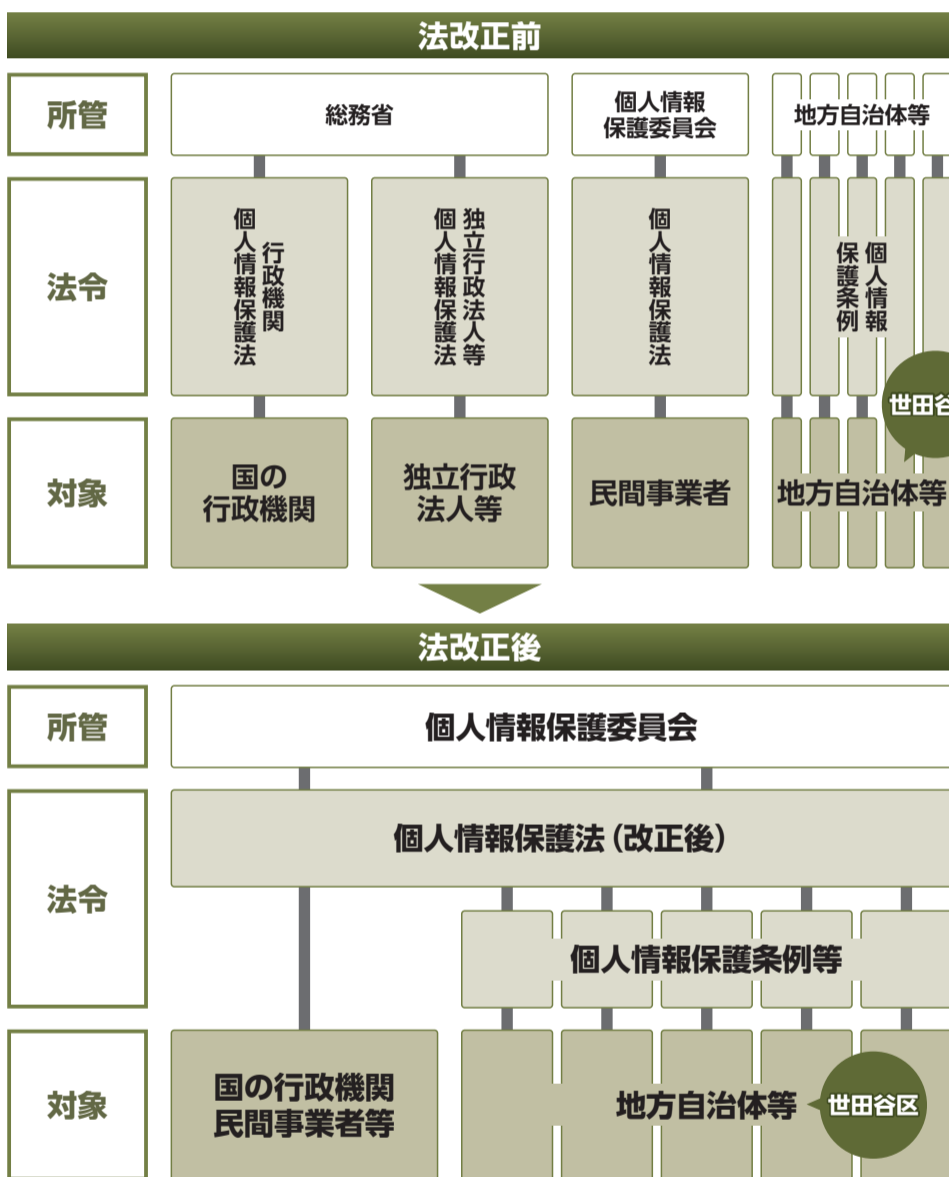 法改正前
所管
総務省
個人情報
保護委員会
地方自治体等
法令
行政機関
個人情報保護法
独立行政法人等
個人情報保護法
個人情報保護法
個人情報
保護条例
世田谷
対象
国の
行政機関
独立行政
法人等
民間事業者
地方自治体等
法改正後
所管
個人情報保護委員会
法令
個人情報保護法（改正後）
個人情報保護条例等
対象
国の行政機関
民間事業者等
地方自治体等
世田谷区